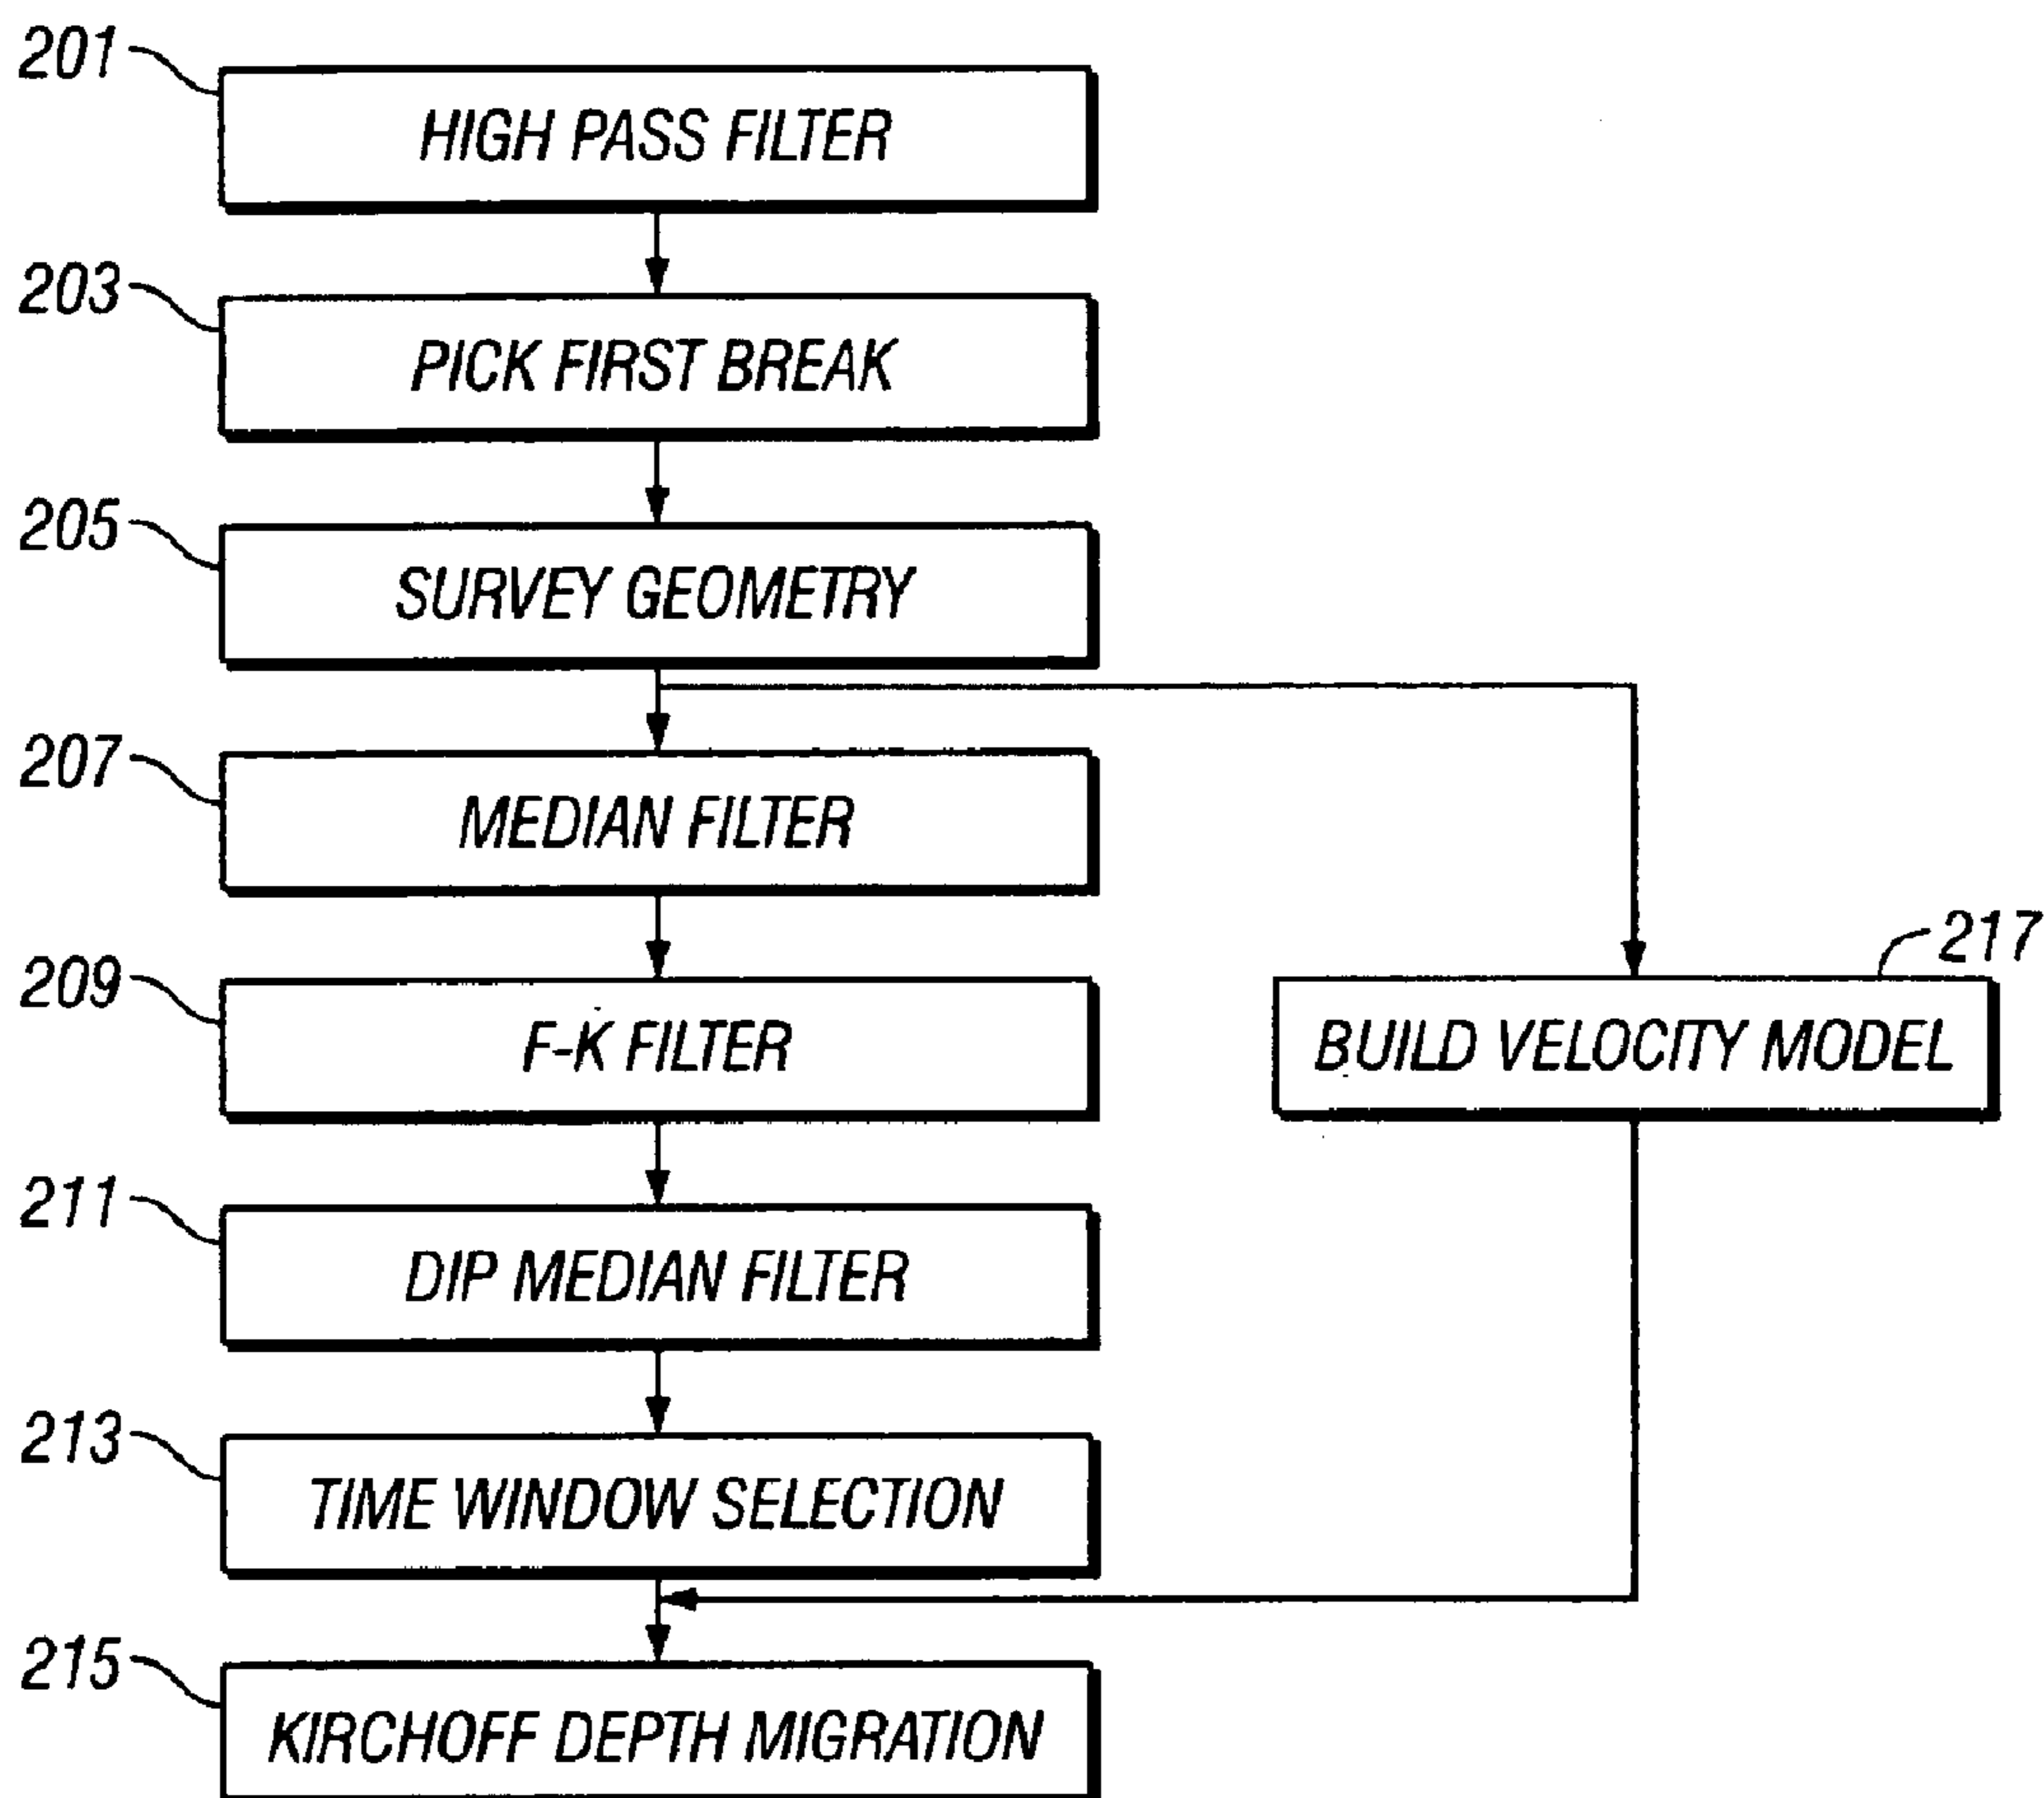 201
HIGH PASS FILTER
203
PICK FIRST BREAK
205
SURVEY GEOMETRY
207
MEDIAN FILTER
209
F-K FILTER
217
BUILD VELOCITY MODEL
211
DIP MEDIAN FILTER
213
TIME WINDOW SELECTION
215
KIRCHOFF DEPTH MIGRATION